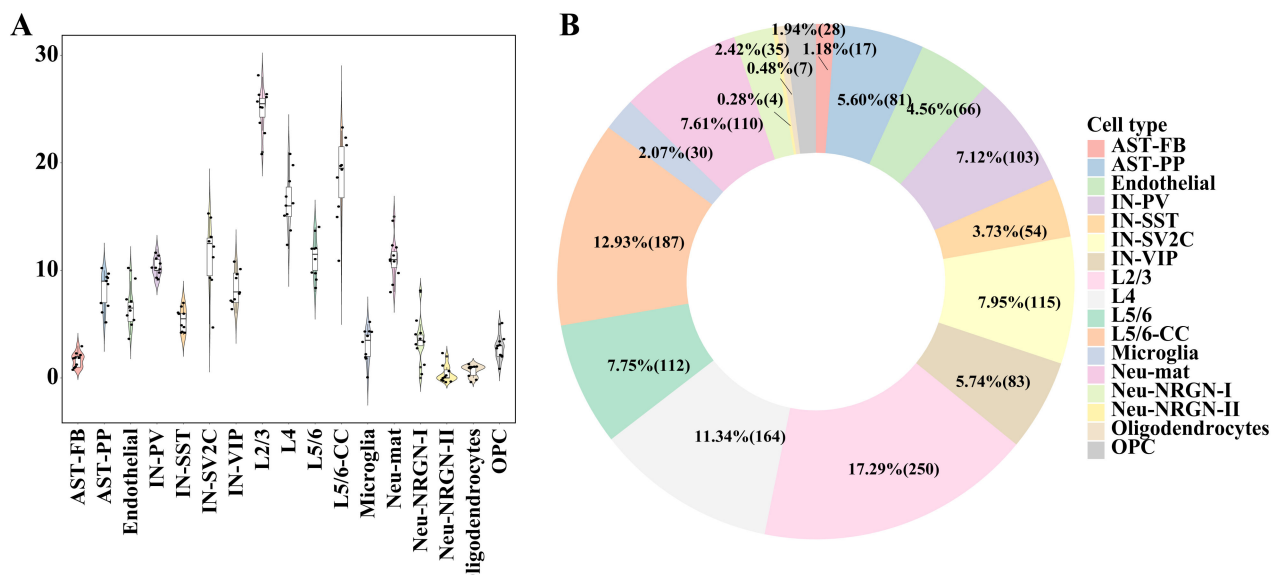 A
30
20
10
0
AST-FB
AST-PP
Endothelial
IN-PV
IN-SST
IN-SV2C
IN-VIP
L2/3
L4
L5/6
L5/6-CC
Microglia
Neu-mat
Neu-NRGN-I
Neu-NRGN-II
ligodendrocytes
OPC
B
1.94%(28)
2.42%(35)
1.18%(17)
0.48%(7)
0.28%(4)
5.60%(81)
4.56%(66)
7.61%(110)
2.07%(30)
7.12%(103)
3.73%(54)
12.93%(187)
7.95%(115)
7.75%(112)
5.74%(83)
11.34%(164)
17.29%(250)
Cell type
AST-FB
AST-PP
Endothelial
IN-PV
IN-SST
IN-SV2C
IN-VIP
L2/3
L4
L5/6
L5/6-CC
Microglia
Neu-mat
Neu-NRGN-I
Neu-NRGN-II
Oligodendrocytes
OPC